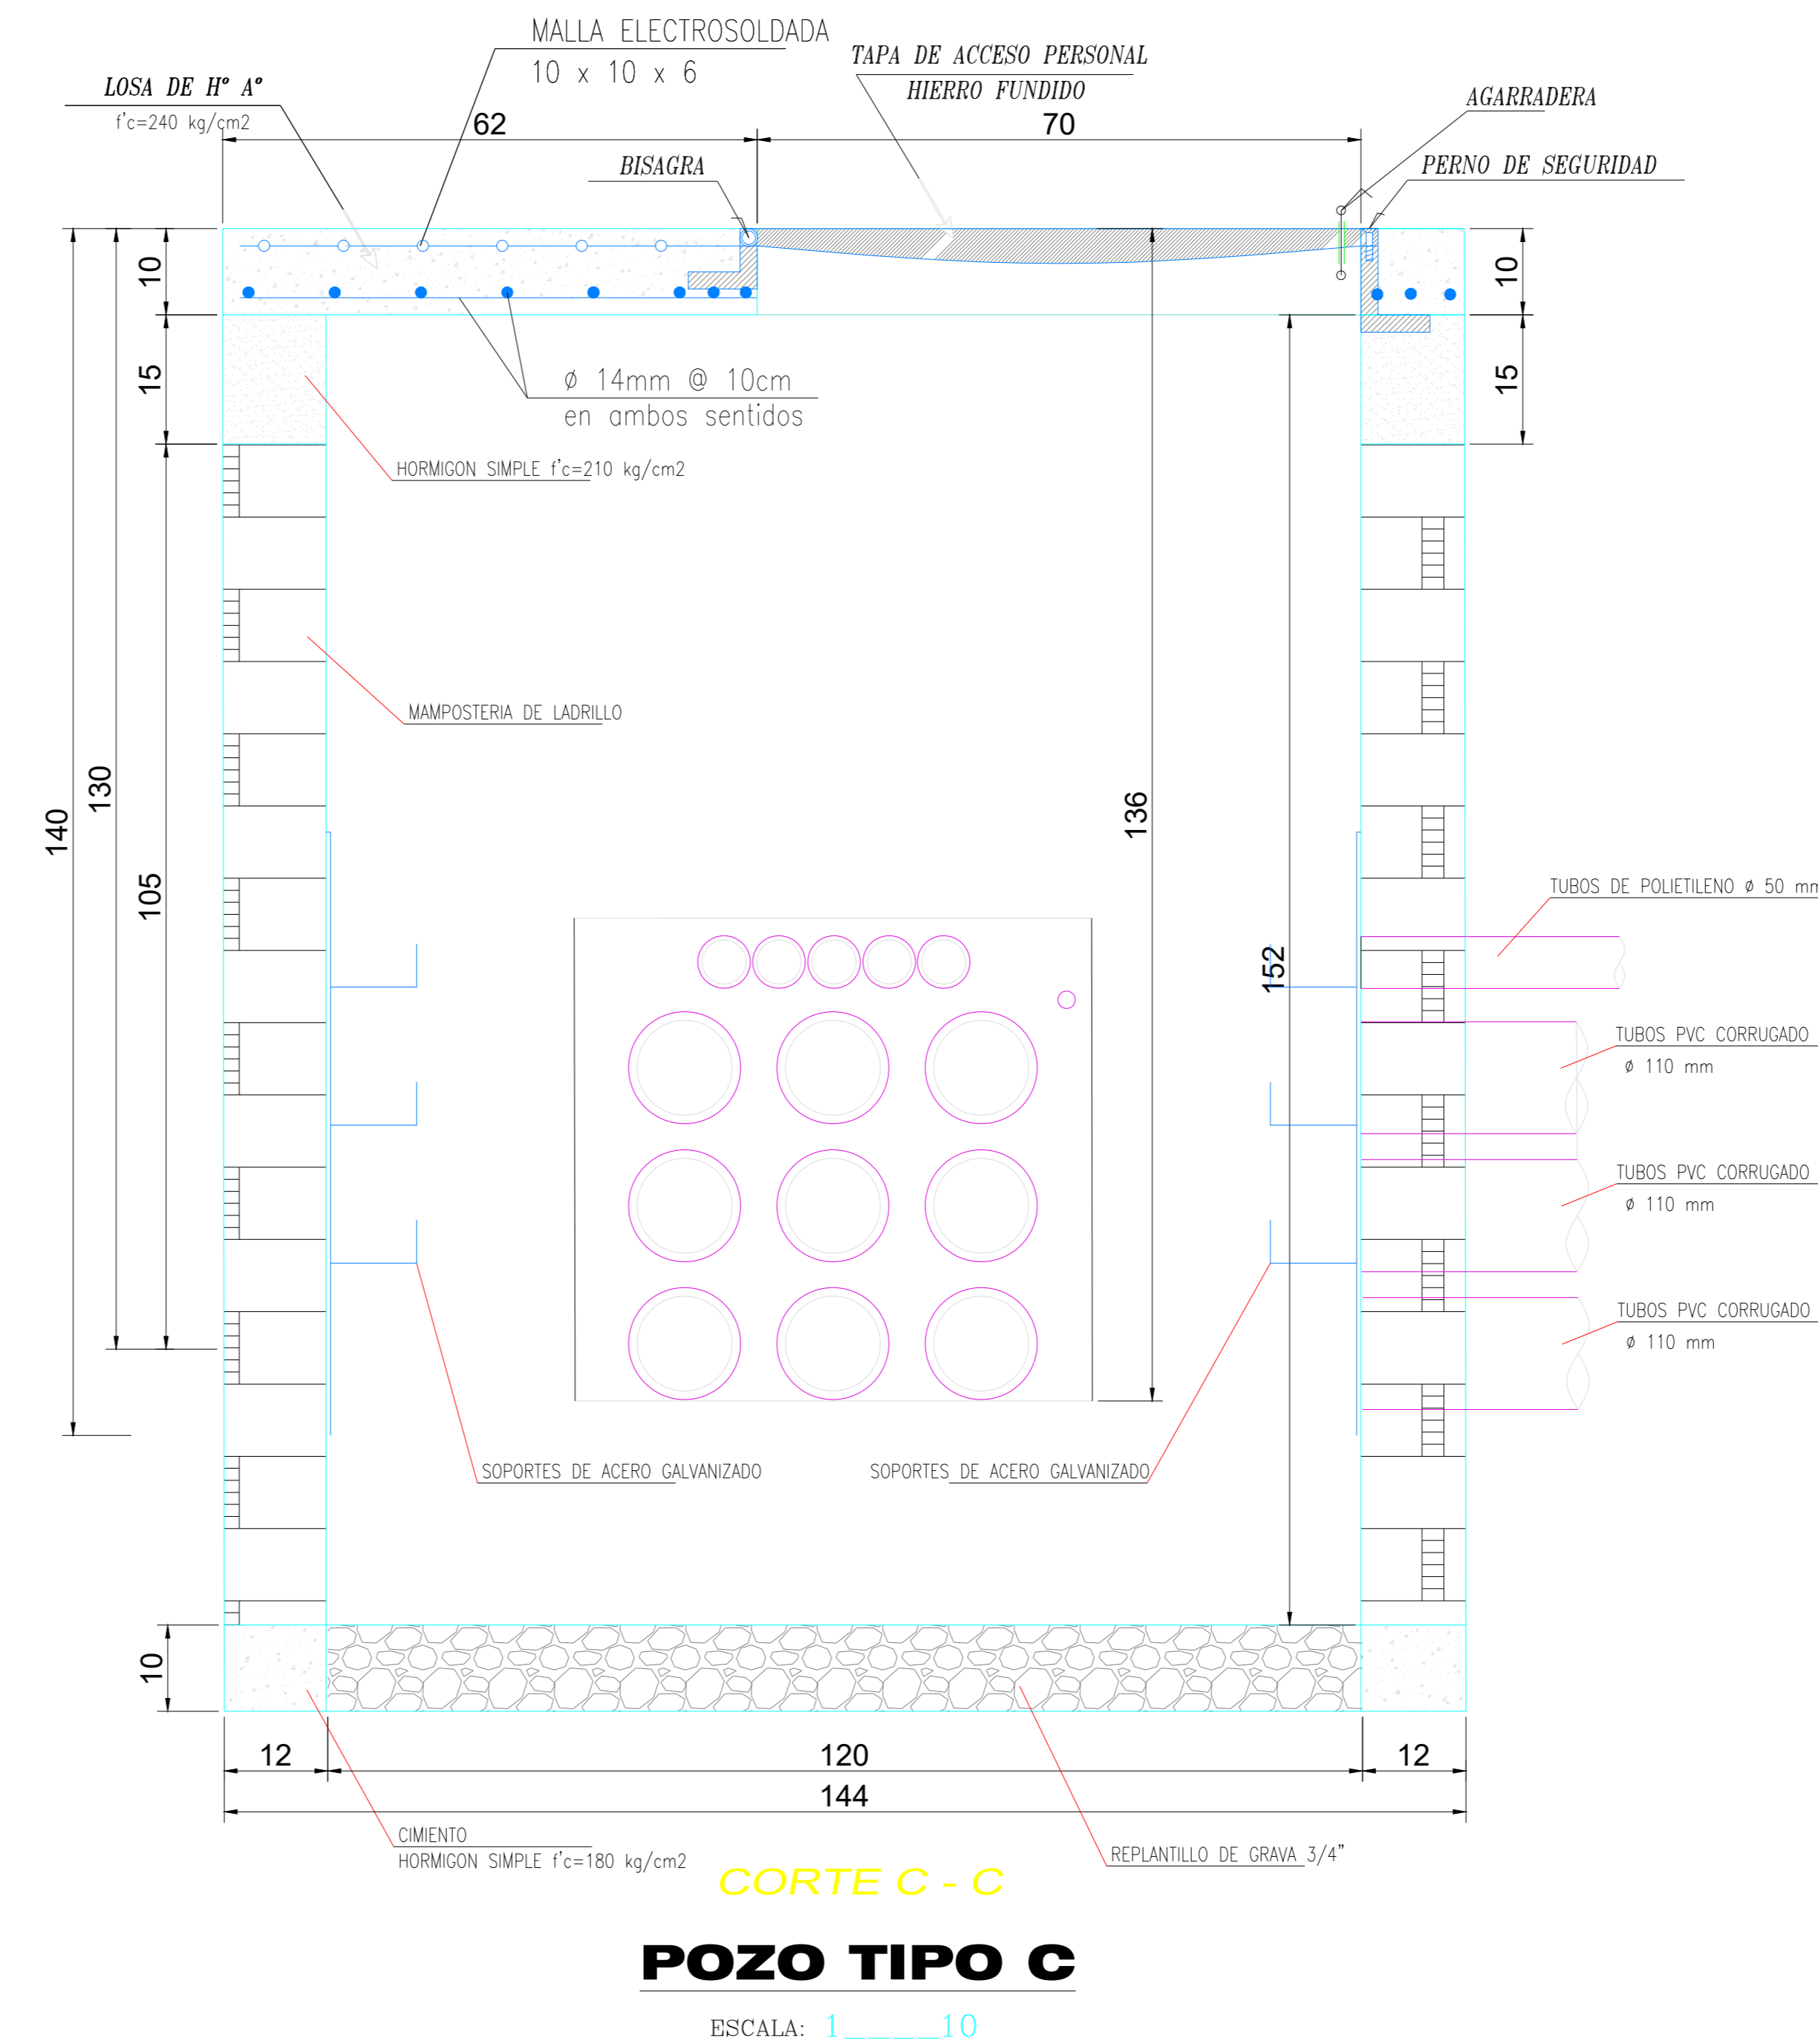 MALLA ELECTROSOLDADA
10 x 10 x 6
TAPA DE ACCESO PERSONAL
HIERRO FUNDIDO
LOSA DE Hº Aº
f'c=240 kg/cm2
AGARRADERA
62
70
BISAGRA
PERNO DE SEGURIDAD
10
10
15
15
ø 14mm @ 10cm
en ambos sentidos
HORMIGON SIMPLE f'c=210 kg/cm2
MAMPOSTERIA DE LADRILLO
140
130
105
136
152
TUBOS DE POLIETILENO ø 50 mm
TUBOS PVC CORRUGADO
ø 110 mm
TUBOS PVC CORRUGADO
ø 110 mm
TUBOS PVC CORRUGADO
ø 110 mm
SOPORTES DE ACERO GALVANIZADO
SOPORTES DE ACERO GALVANIZADO
10
12
120
12
144
CIMIENTO
HORMIGON SIMPLE f'c=180 kg/cm2
REPLANTILLO DE GRAVA 3/4"
CORTE C - C
POZO TIPO C
ESCALA: 1____10